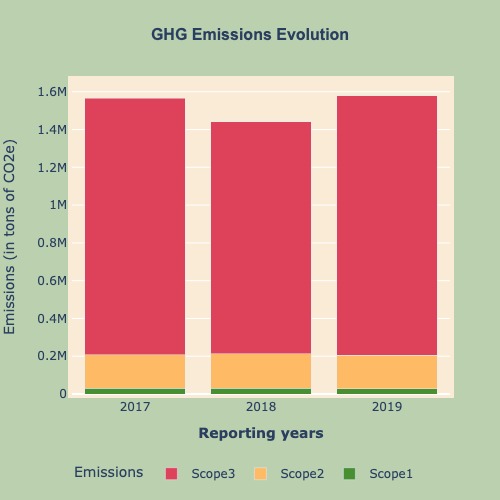 GHG Emissions Evolution
Emissions (in tons of CO2e)
1.6M
1.4M
1.2M
1M
0.8M
0.6M
0.4M
0.2M
0
2017 2018 2019
Reporting years
Emissions Scope3 Scope2 Scope1